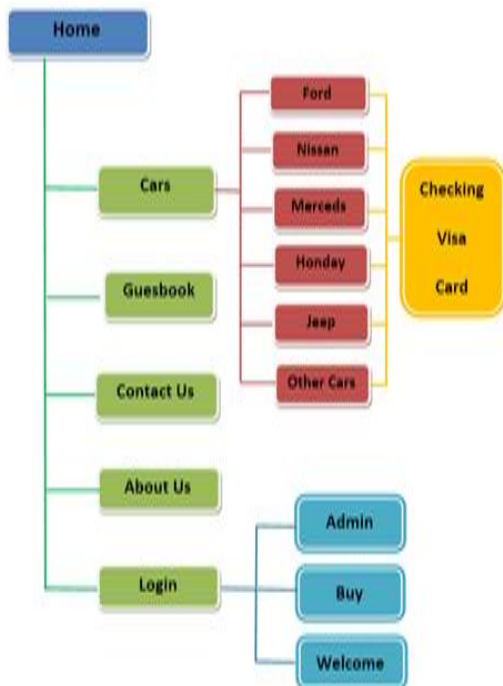 Home
Cars
Guesbook
Contact Us
About Us
Login
Ford
Nissan
Merceds
Honday
Jeep
Other Cars
Checking
Visa
Card
Admin
Buy
Welcome